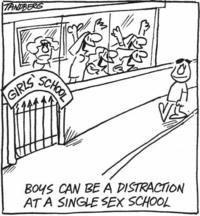 TANDBERG
GIRLS' SCHOOL
BOYS CAN BE A DISTRACTION
AT A SINGLE SEX SCHOOL